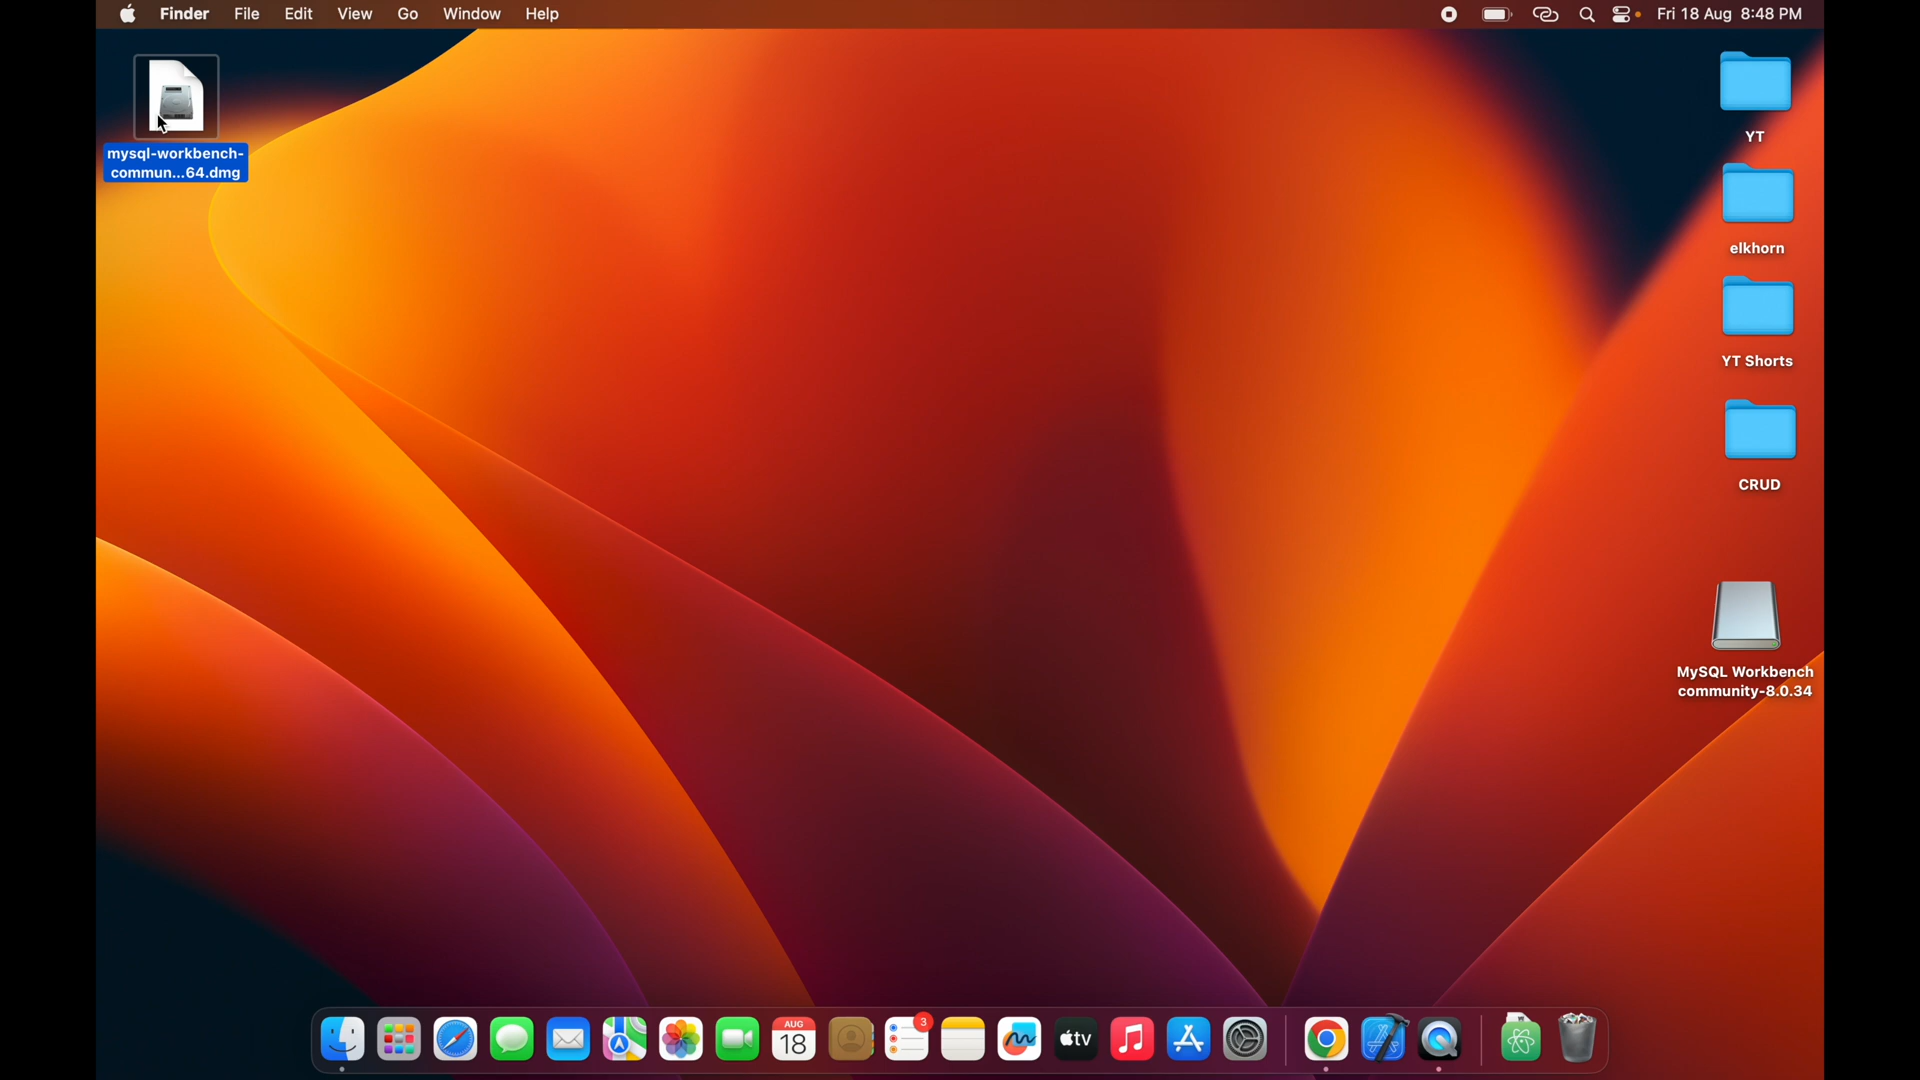 Finder File Edit View Go Window Help Fri 18 Aug 8:48 PM
mysql-workbench-
commun...64.dmg
YT
elkhorn
YT Shorts
CRUD
MySQL Workbench
community-8.0.34
AUG
18
3
tv